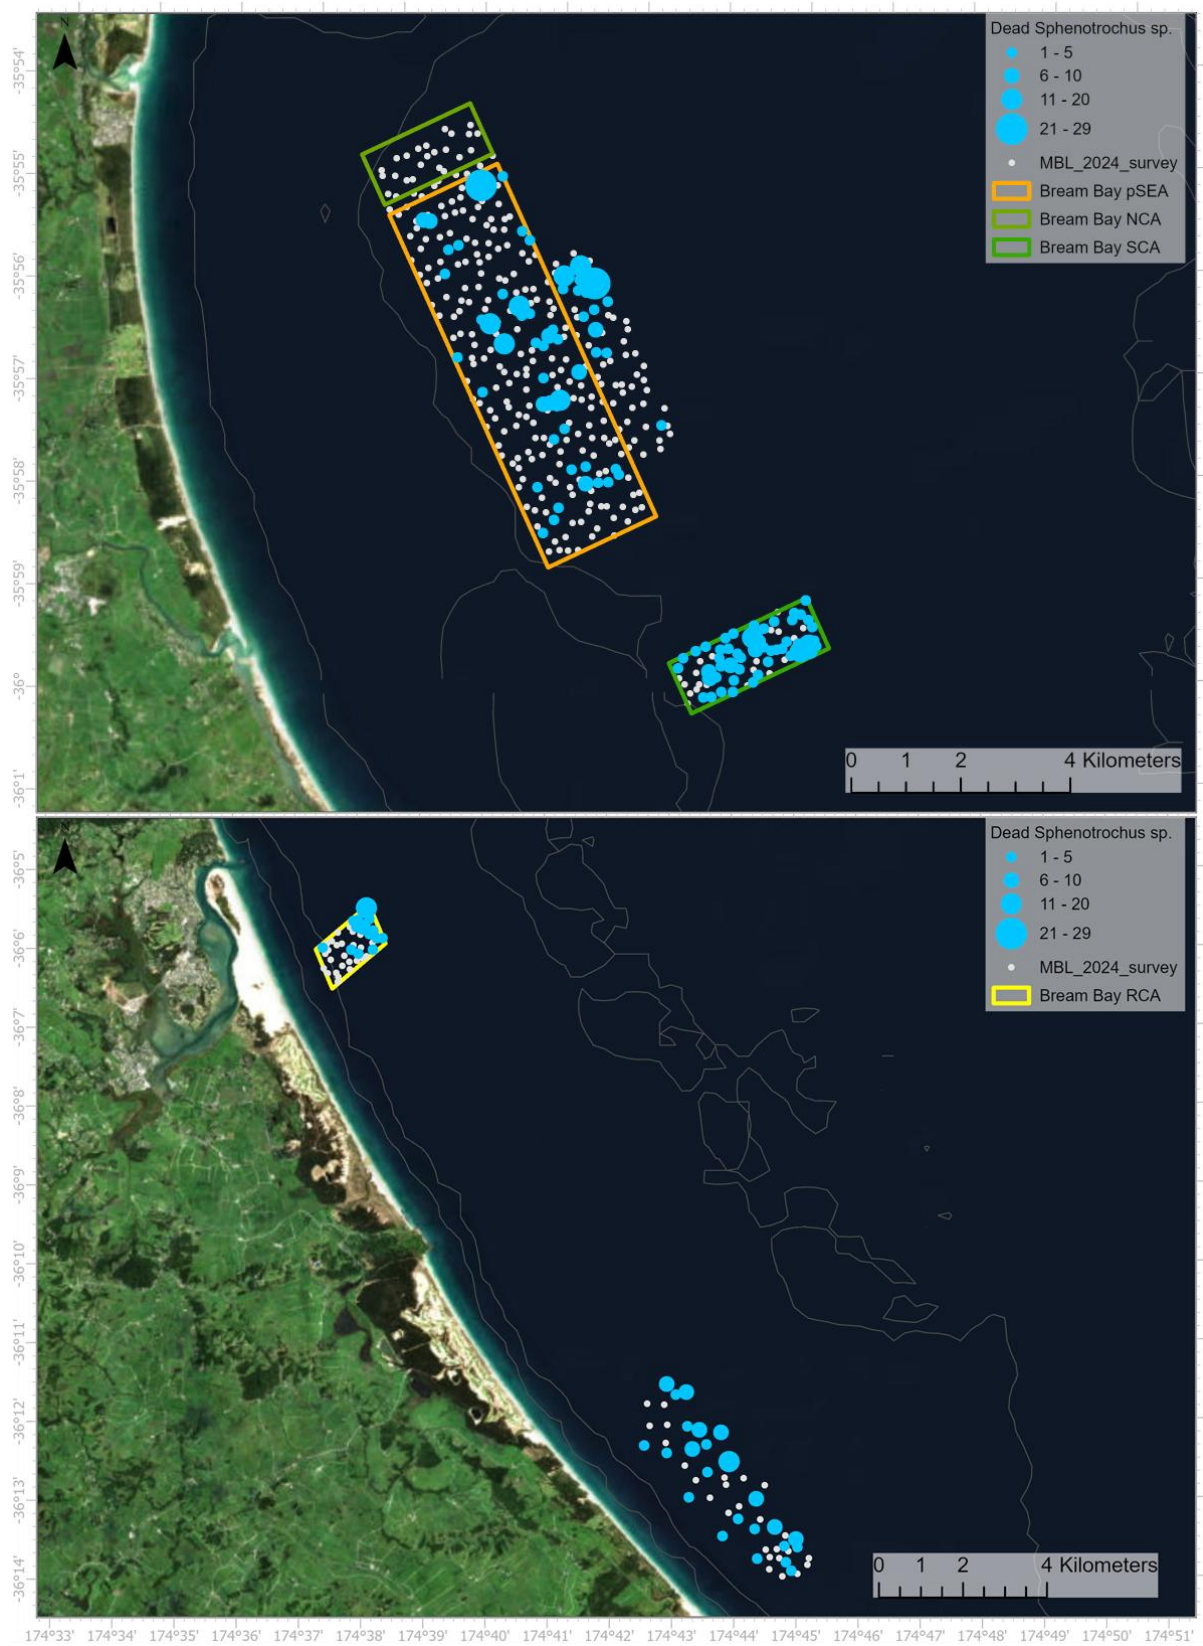 Dead Sphenotrochus sp.
1 - 5
6 - 10
11 - 20
21 - 29
MBL_2024_survey
Bream Bay pSEA
Bream Bay NCA
Bream Bay SCA
-35°54'
-35°55'
-35°56'
-35°57'
-35°58'
-35°59'
-36°
-36°1'
0 1 2 4 Kilometers
Dead Sphenotrochus sp.
1 - 5
6 - 10
11 - 20
21 - 29
MBL_2024_survey
Bream Bay RCA
-36°5'
-36°6'
-36°7'
-36°8'
-36°9'
-36°10'
-36°11'
-36°12'
-36°13'
-36°14'
0 1 2 4 Kilometers
174°33' 174°34' 174°35' 174°36' 174°37' 174°38' 174°39' 174°40' 174°41' 174°42' 174°43' 174°44' 174°45' 174°46' 174°47' 174°48' 174°49' 174°50' 174°51'